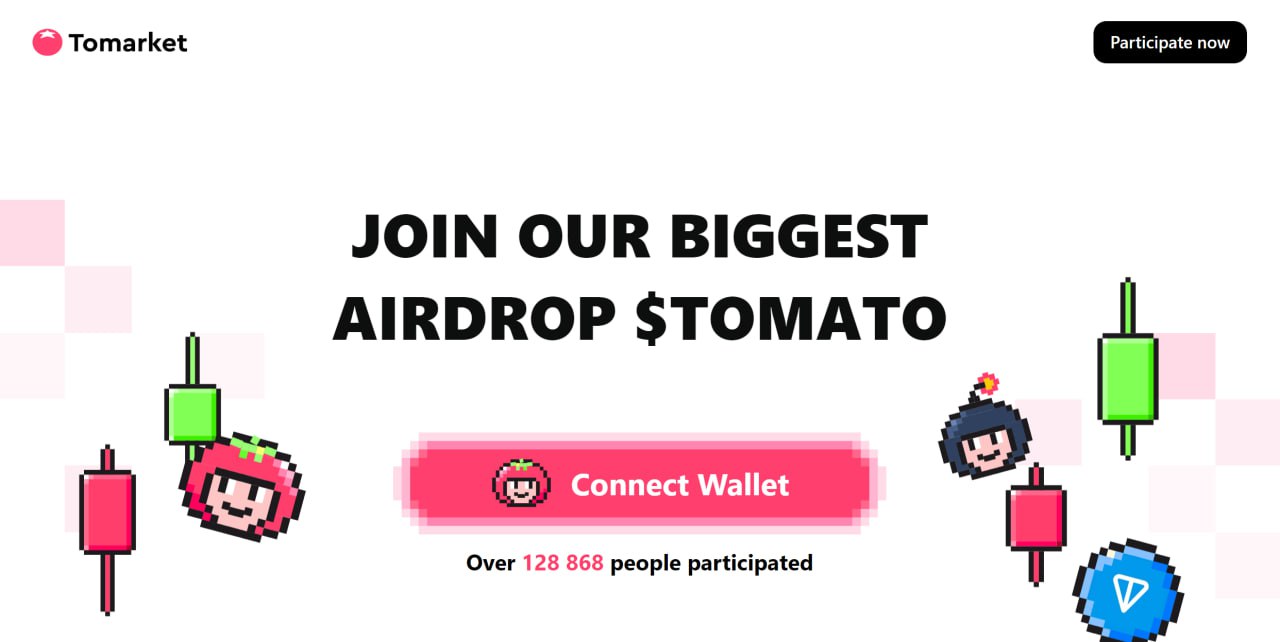 Tomarket
Participate now
JOIN OUR BIGGEST
AIRDROP $TOMATO
Connect Wallet
Over 128 868 people participated